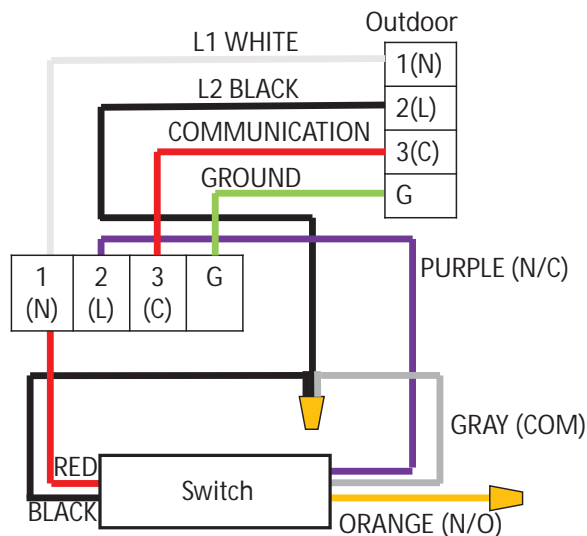 Outdoor
L1 WHITE
1(N)
L2 BLACK
2(L)
COMMUNICATION
3(C)
GROUND
G
PURPLE (N/C)
1
(N)
2
(L)
3
(C)
G
GRAY (COM)
RED
Switch
BLACK
ORANGE (N/O)